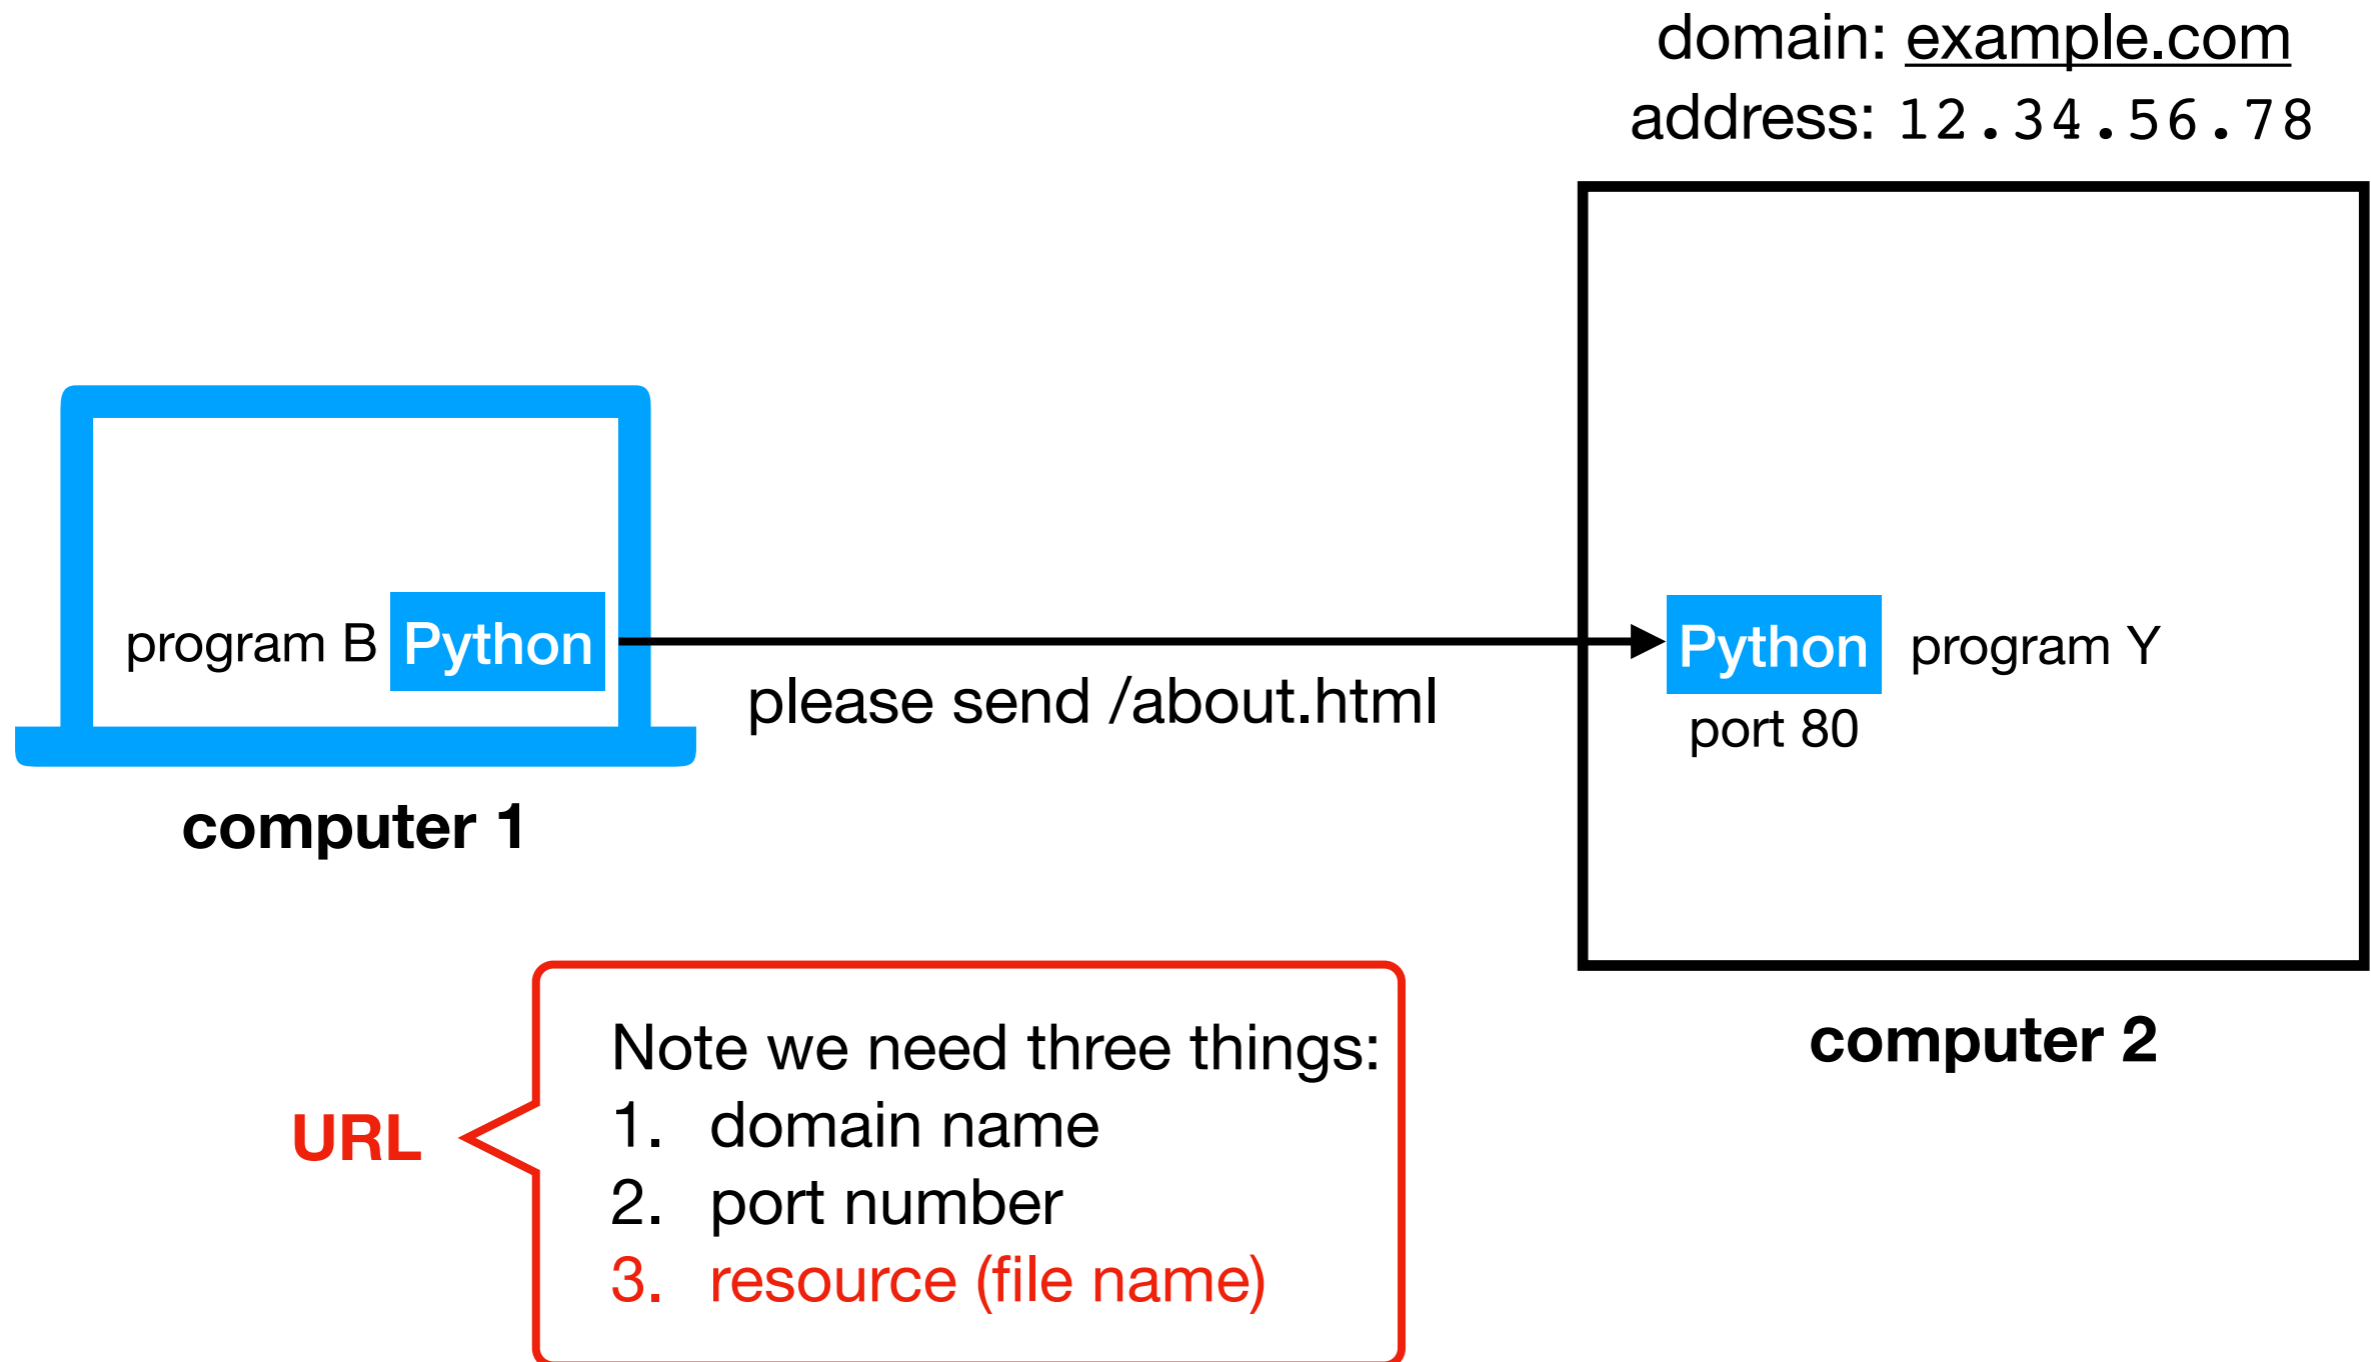 domain: example.com
address: 12.34.56.78
program B Python
please send /about.html
Python program Y
port 80
computer 1
computer 2
URL
Note we need three things:
1. domain name
2. port number
3. resource (file name)